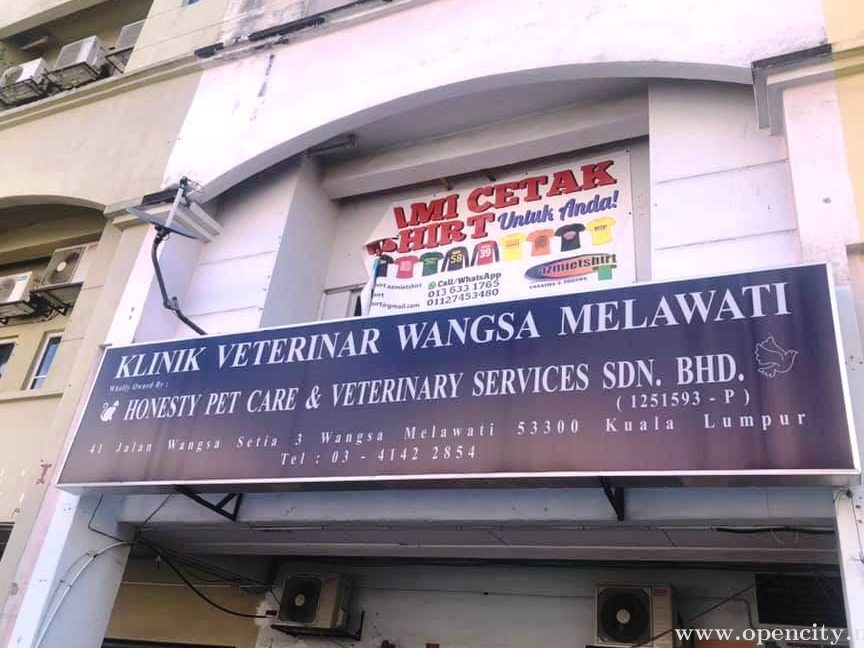 AMI CETAK
SHIRT Untuk Anda!
58 39
azmietshirt
Call/WhatsApp
013 633 1765
01127453480
KLINIK VETERINAR WANGSA MELAWATI
Wholly Owned By :
HONESTY PET CARE & VETERINARY SERVICES SDN. BHD.
( 1251593 - P )
41 Jalan Wangsa Setia 3 Wangsa Melawati 53300 Kuala Lumpur
Tel : 03 - 4142 2854
www.opencity.